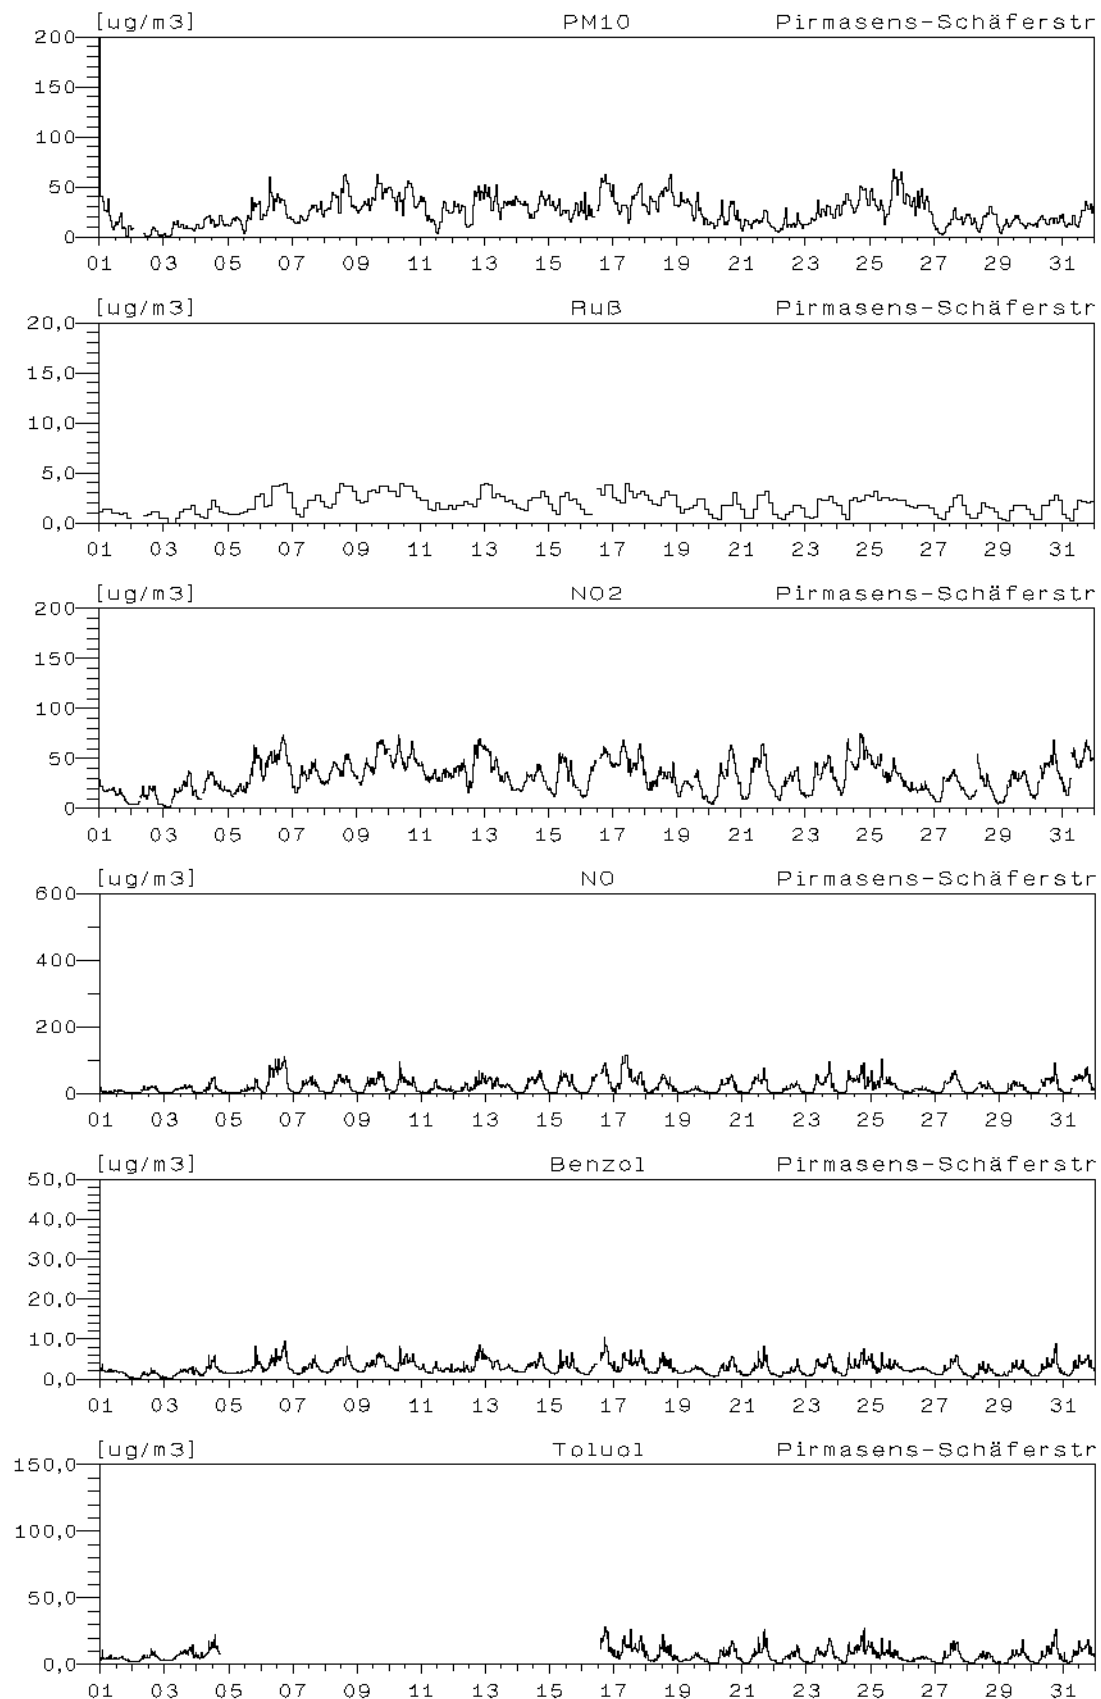 [ug/m3] PM10 Pirmasens-Schäferstr
200
150
100
50
0
01 03 05 07 09 11 13 15 17 19 21 23 25 27 29 31
[ug/m3] Ruß Pirmasens-Schäferstr
20,0
15,0
10,0
5,0
0,0
01 03 05 07 09 11 13 15 17 19 21 23 25 27 29 31
[ug/m3] NO2 Pirmasens-Schäferstr
200
150
100
50
0
01 03 05 07 09 11 13 15 17 19 21 23 25 27 29 31
[ug/m3] NO Pirmasens-Schäferstr
600
400
200
0
01 03 05 07 09 11 13 15 17 19 21 23 25 27 29 31
[ug/m3] Benzol Pirmasens-Schäferstr
50,0
40,0
30,0
20,0
10,0
0,0
01 03 05 07 09 11 13 15 17 19 21 23 25 27 29 31
[ug/m3] Toluol Pirmasens-Schäferstr
150,0
100,0
50,0
0,0
01 03 05 07 09 11 13 15 17 19 21 23 25 27 29 31